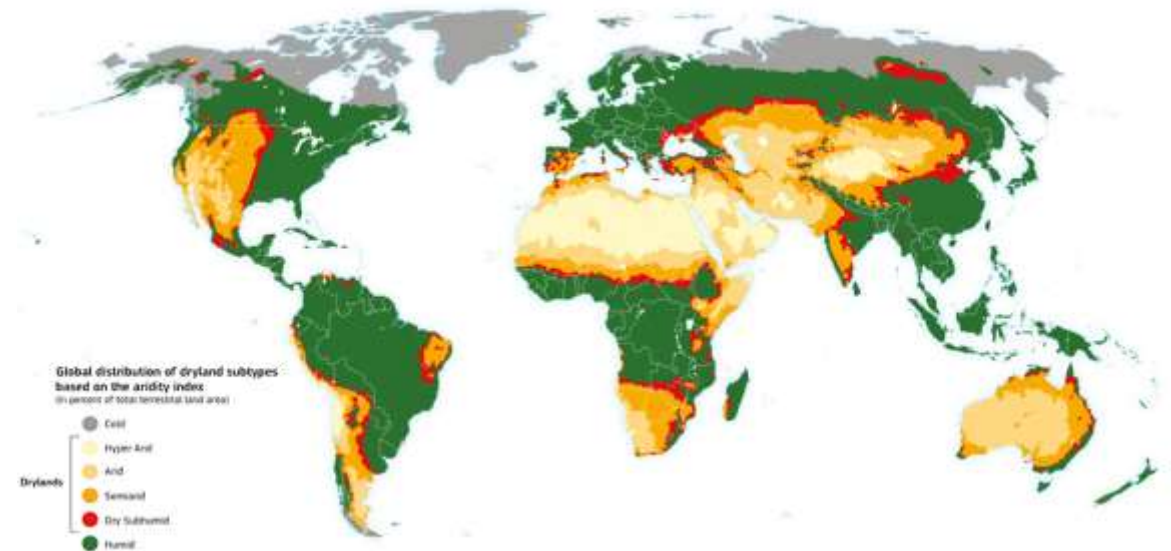 Global distribution of dryland subtypes
based on the aridity index
(in percent of total terrestrial land area)
Cold
Hyper Arid
Drylands
Arid
Semiarid
Dry Subhumid
Humid